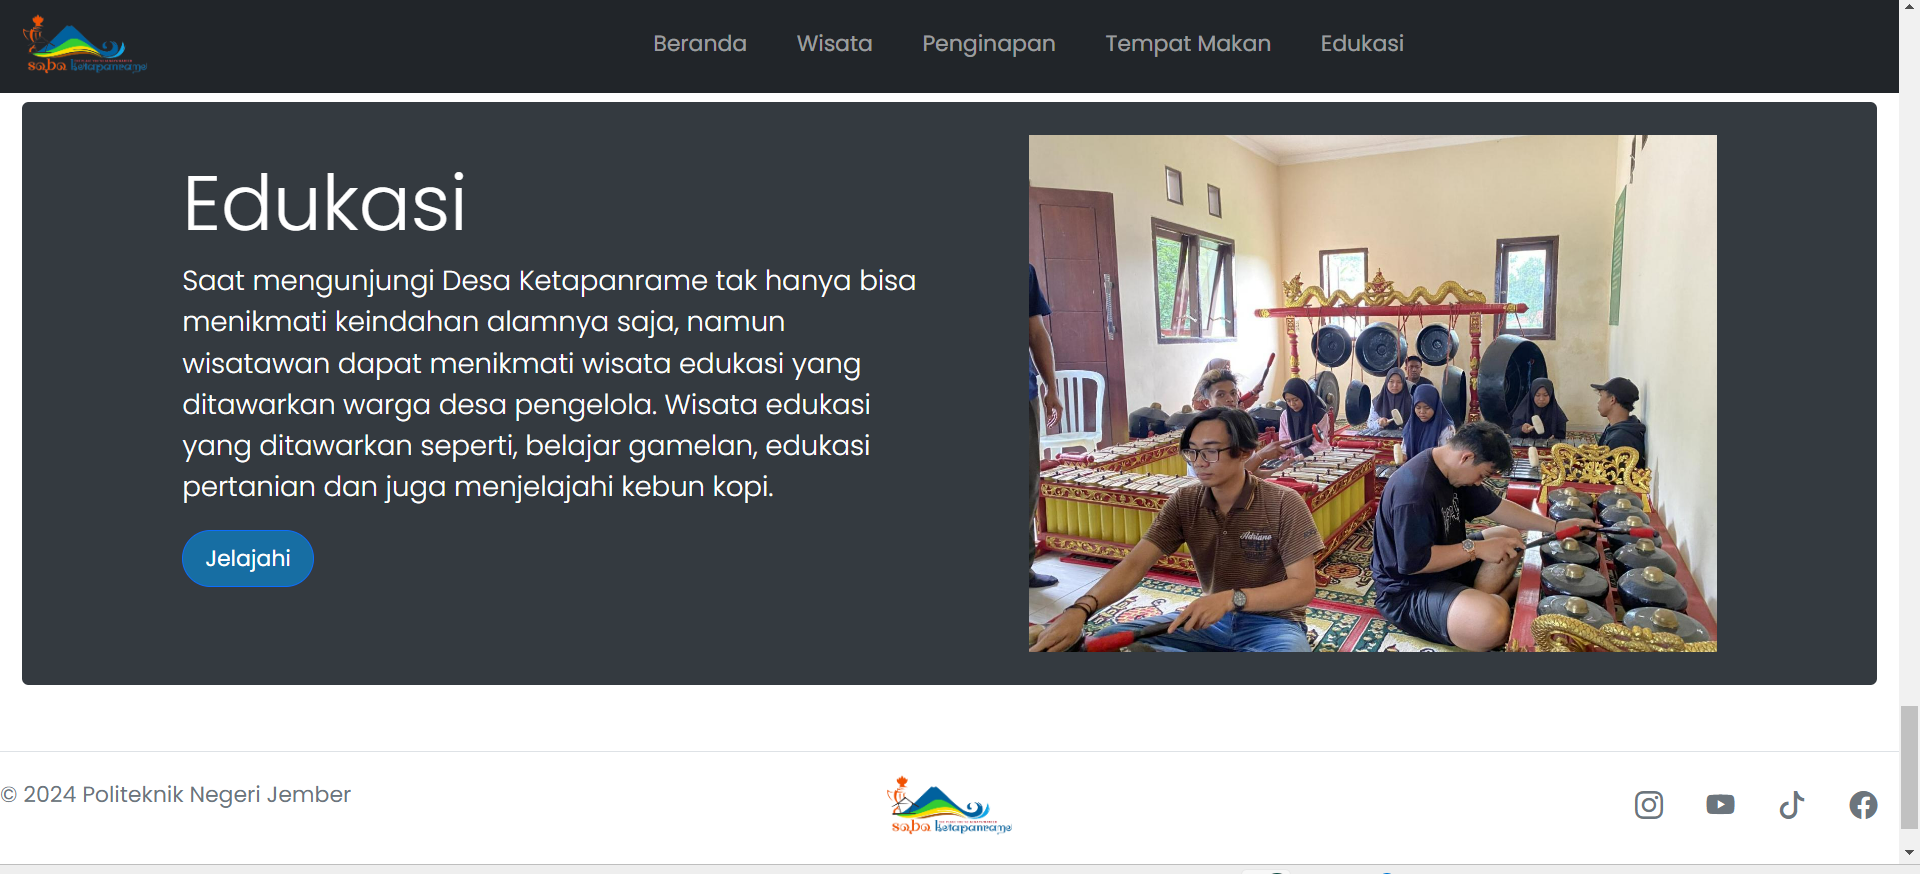 saba Ketapanrame
Beranda
Wisata
Penginapan
Tempat Makan
Edukasi
Edukasi
Saat mengunjungi Desa Ketapanrame tak hanya bisa
menikmati keindahan alamnya saja, namun
wisatawan dapat menikmati wisata edukasi yang
ditawarkan warga desa pengelola. Wisata edukasi
yang ditawarkan seperti, belajar gamelan, edukasi
pertanian dan juga menjelajahi kebun kopi.
Jelajahi
Adriano
© 2024 Politeknik Negeri Jember
saba Ketapanrame